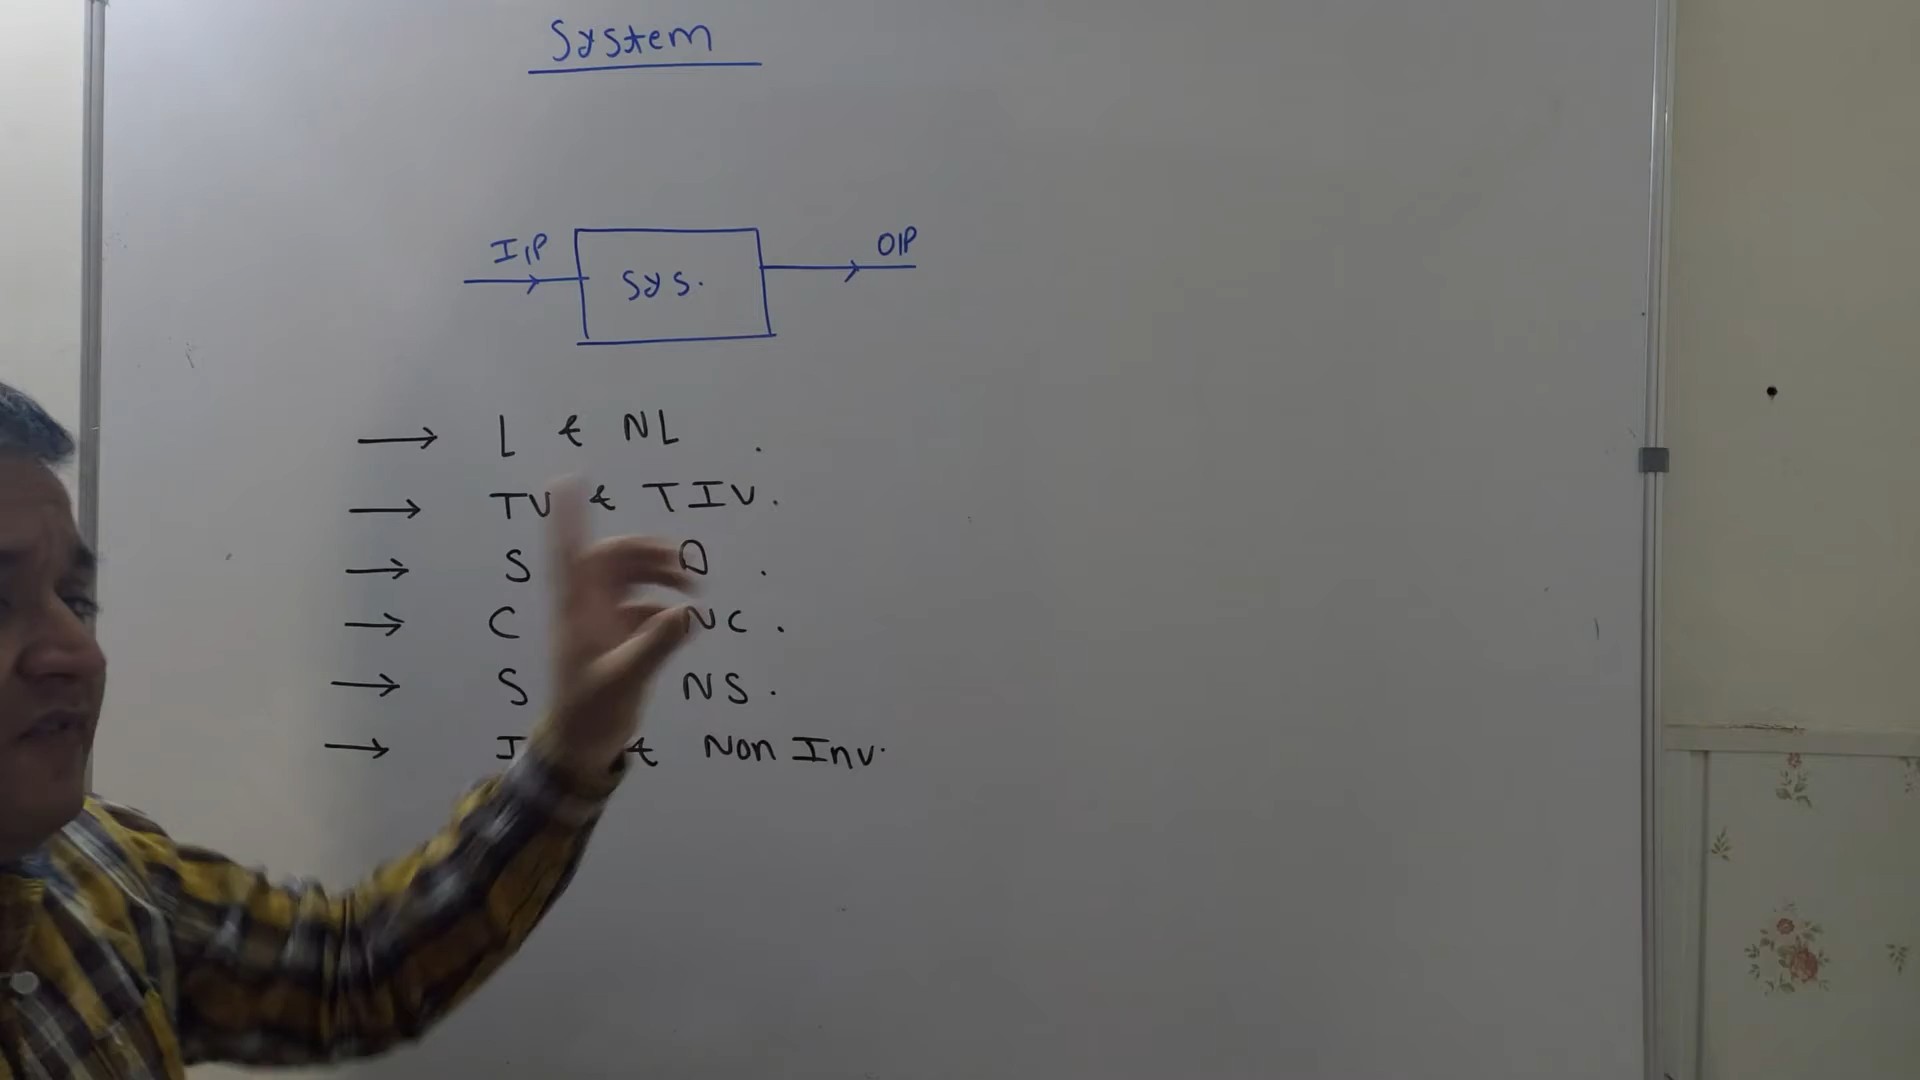 System
I/P
sys.
O/P
L & NL .
TV & TIV.
S D .
C NC .
S NS .
& Non Inv.